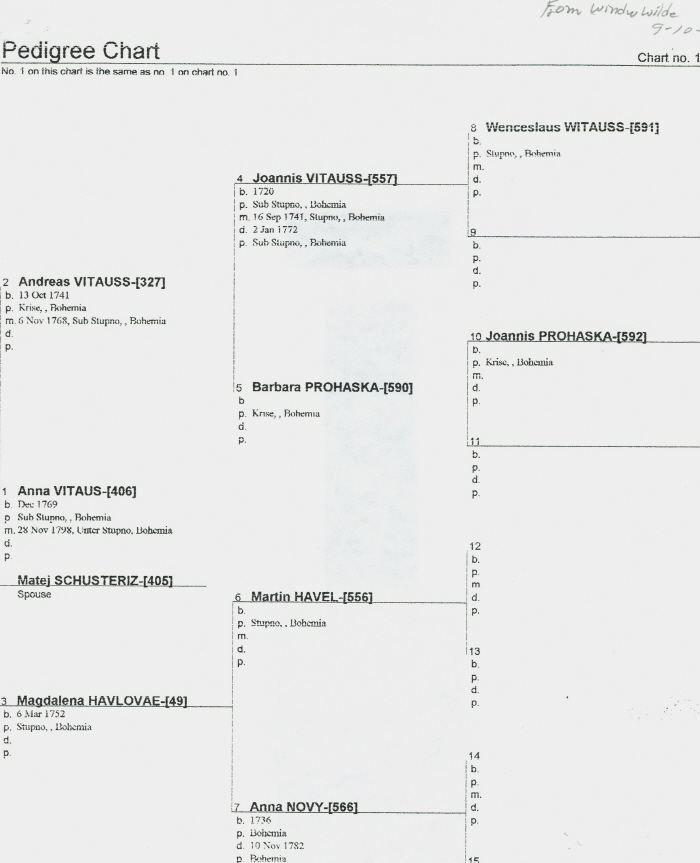 From Windy Wilde
9-10-
Pedigree Chart
Chart no. 1
No. 1 on this chart is the same as no. 1 on chart no. 1
8 Wenceslaus WITAUSS-[591]
b.
p. Stupno, , Bohemia
m.
d.
p.
4 Joannis VITAUSS-[557]
b. 1720
p. Sub Stupno, , Bohemia
m. 16 Sep 1741, Stupno, , Bohemia
d. 2 Jan 1772
p. Sub Stupno, , Bohemia
9
b.
p.
d.
p.
2 Andreas VITAUSS-[327]
b. 13 Oct 1741
p. Krise, , Bohemia
m. 6 Nov 1768, Sub Stupno, , Bohemia
d.
p.
10 Joannis PROHASKA-[592]
b.
p. Krise, , Bohemia
m.
d.
p.
5 Barbara PROHASKA-[590]
b
p. Krise, , Bohemia
d.
p.
11
b.
p.
d.
p.
1 Anna VITAUS-[406]
b. Dec 1769
p Sub Stupno, , Bohemia
m. 28 Nov 1798, Unter Stupno, Bohemia
d.
p.
Matej SCHUSTERIZ-[405]
Spouse
12
b.
p.
m
d.
p.
6 Martin HAVEL-[556]
b.
p. Stupno, , Bohemia
m.
d.
p.
13
b.
p.
d.
p.
3 Magdalena HAVLOVAE-[49]
b. 6 Mar 1752
p. Stupno, , Bohemia
d.
p.
14
b.
p.
m.
d.
p.
7 Anna NOVY-[566]
b. 1736
p. Bohemia
d. 10 Nov 1782
p. Bohemia
15